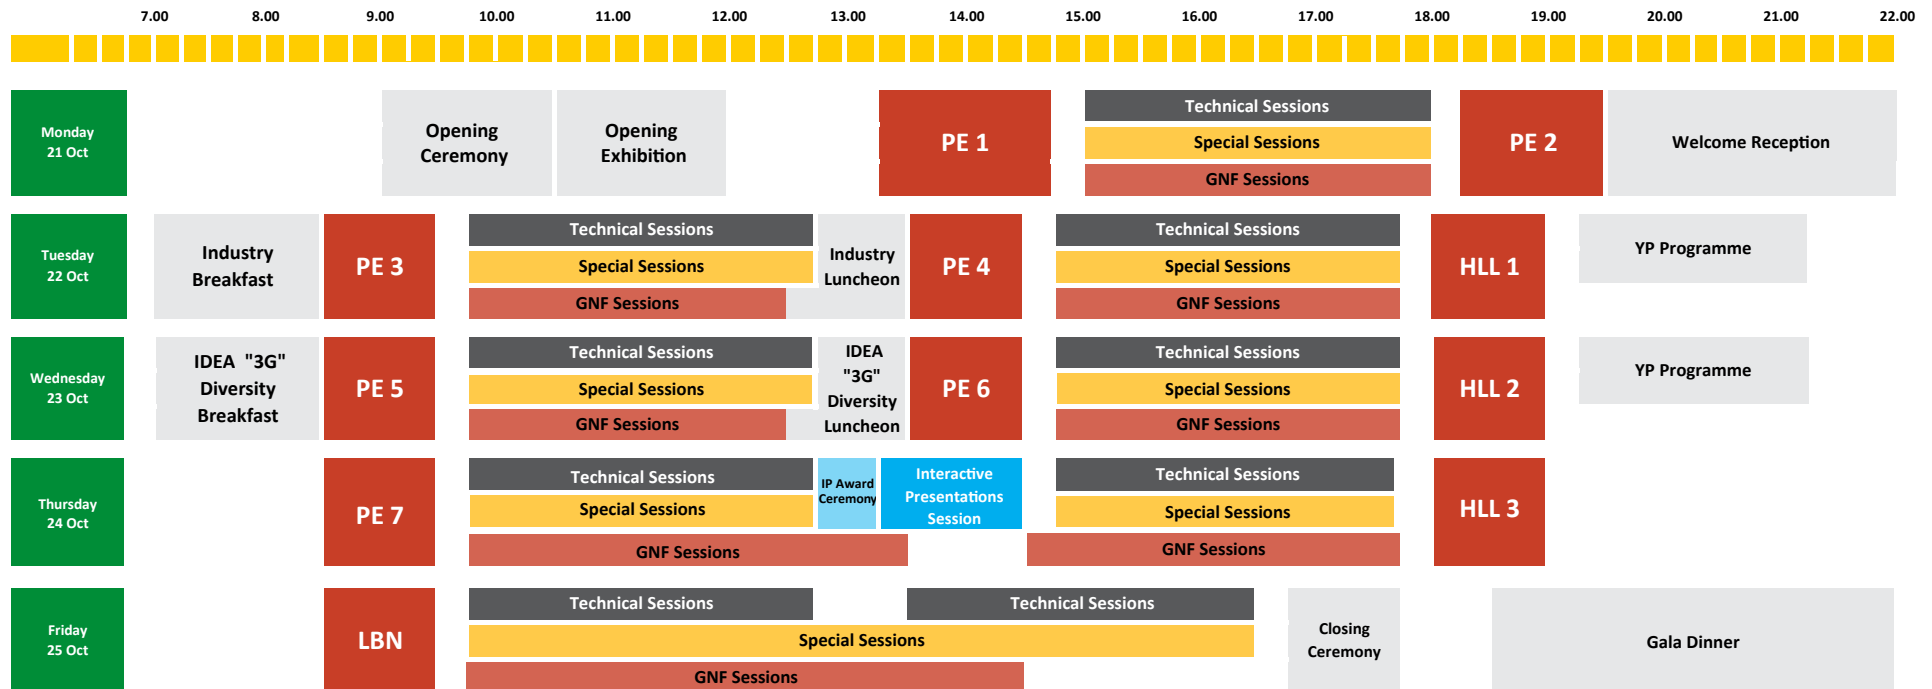 7.00 8.00 9.00 10.00 11.00 12.00 13.00 14.00 15.00 16.00 17.00 18.00 19.00 20.00 21.00 22.00
Monday
21 Oct
Opening
Ceremony
Opening
Exhibition
PE 1
Technical Sessions
Special Sessions
GNF Sessions
PE 2
Welcome Reception
Tuesday
22 Oct
Industry
Breakfast
PE 3
Technical Sessions
Special Sessions
GNF Sessions
Industry
Luncheon
PE 4
Technical Sessions
Special Sessions
GNF Sessions
HLL 1
YP Programme
Wednesday
23 Oct
IDEA "3G"
Diversity
Breakfast
PE 5
Technical Sessions
Special Sessions
GNF Sessions
IDEA
"3G"
Diversity
Luncheon
PE 6
Technical Sessions
Special Sessions
GNF Sessions
HLL 2
YP Programme
Thursday
24 Oct
PE 7
Technical Sessions
Special Sessions
GNF Sessions
IP Award
Ceremony
Interactive
Presentations
Session
Technical Sessions
Special Sessions
GNF Sessions
HLL 3
Friday
25 Oct
LBN
Technical Sessions
Technical Sessions
Special Sessions
GNF Sessions
Closing
Ceremony
Gala Dinner